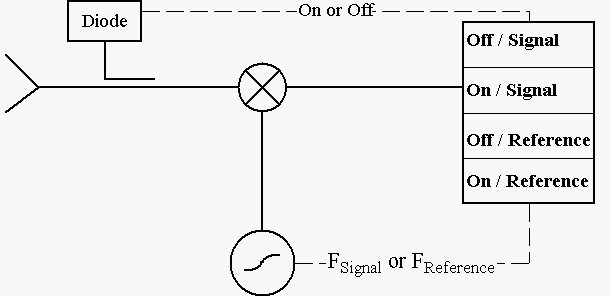 Diode
On or Off
Off / Signal
On / Signal
Off / Reference
On / Reference
FSignal or FReference